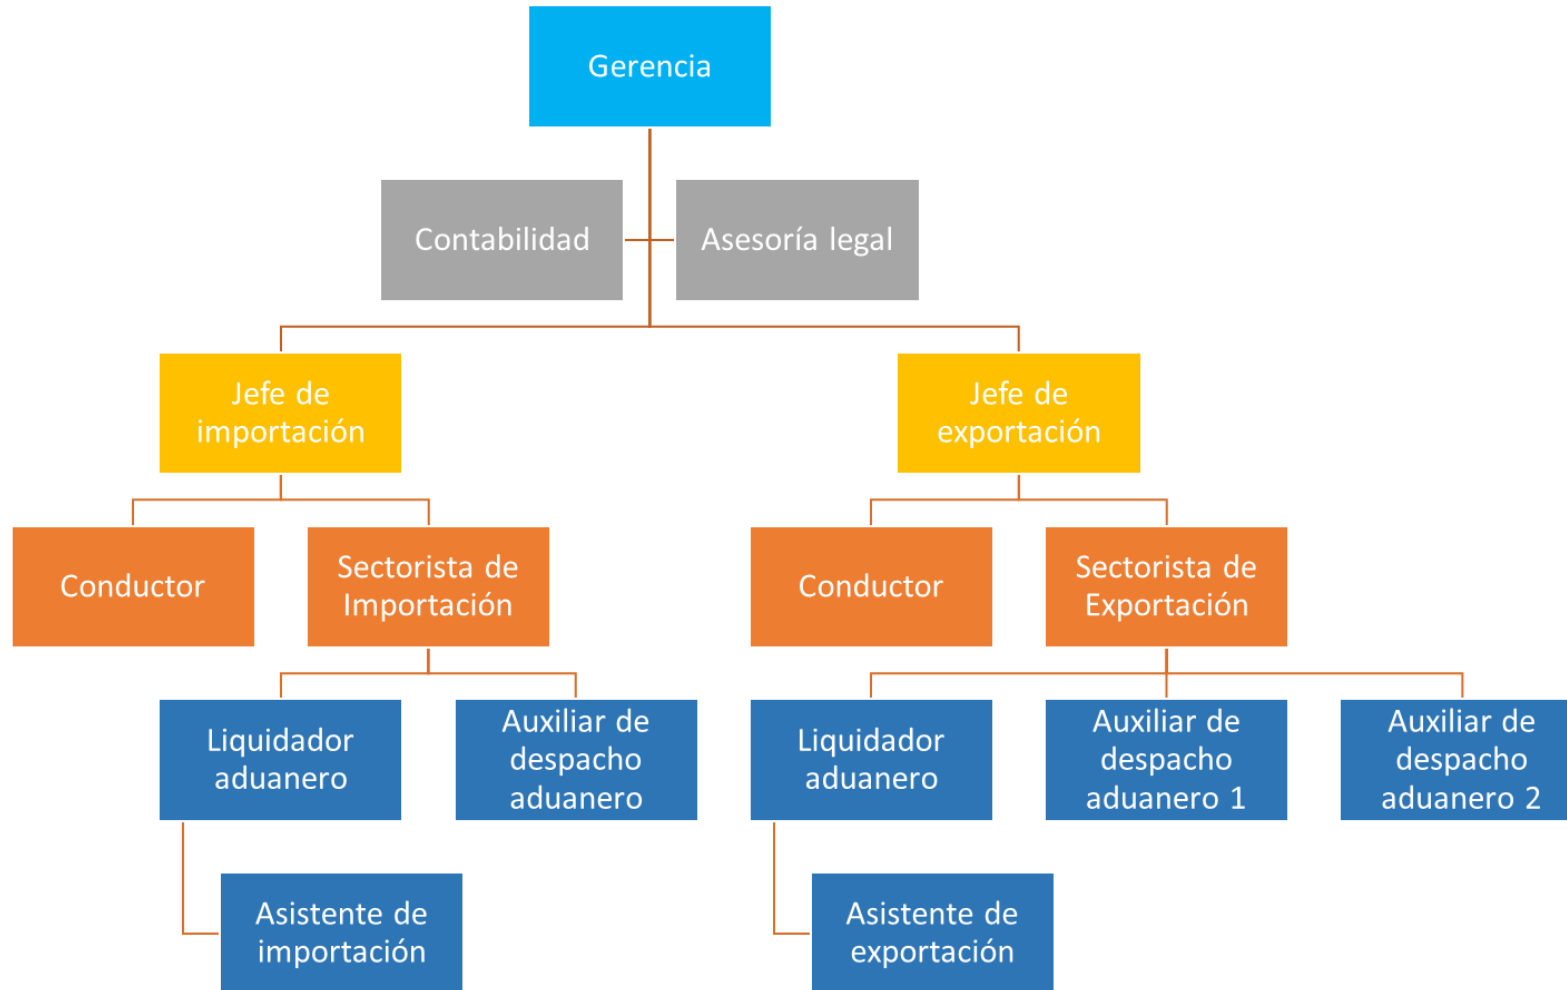 Gerencia
Contabilidad
Asesoría legal
Jefe de
importación
Jefe de
exportación
Conductor
Sectorista de
Importación
Conductor
Sectorista de
Exportación
Liquidador
aduanero
Auxiliar de
despacho
aduanero
Liquidador
aduanero
Auxiliar de
despacho
aduanero 1
Auxiliar de
despacho
aduanero 2
Asistente de
importación
Asistente de
exportación